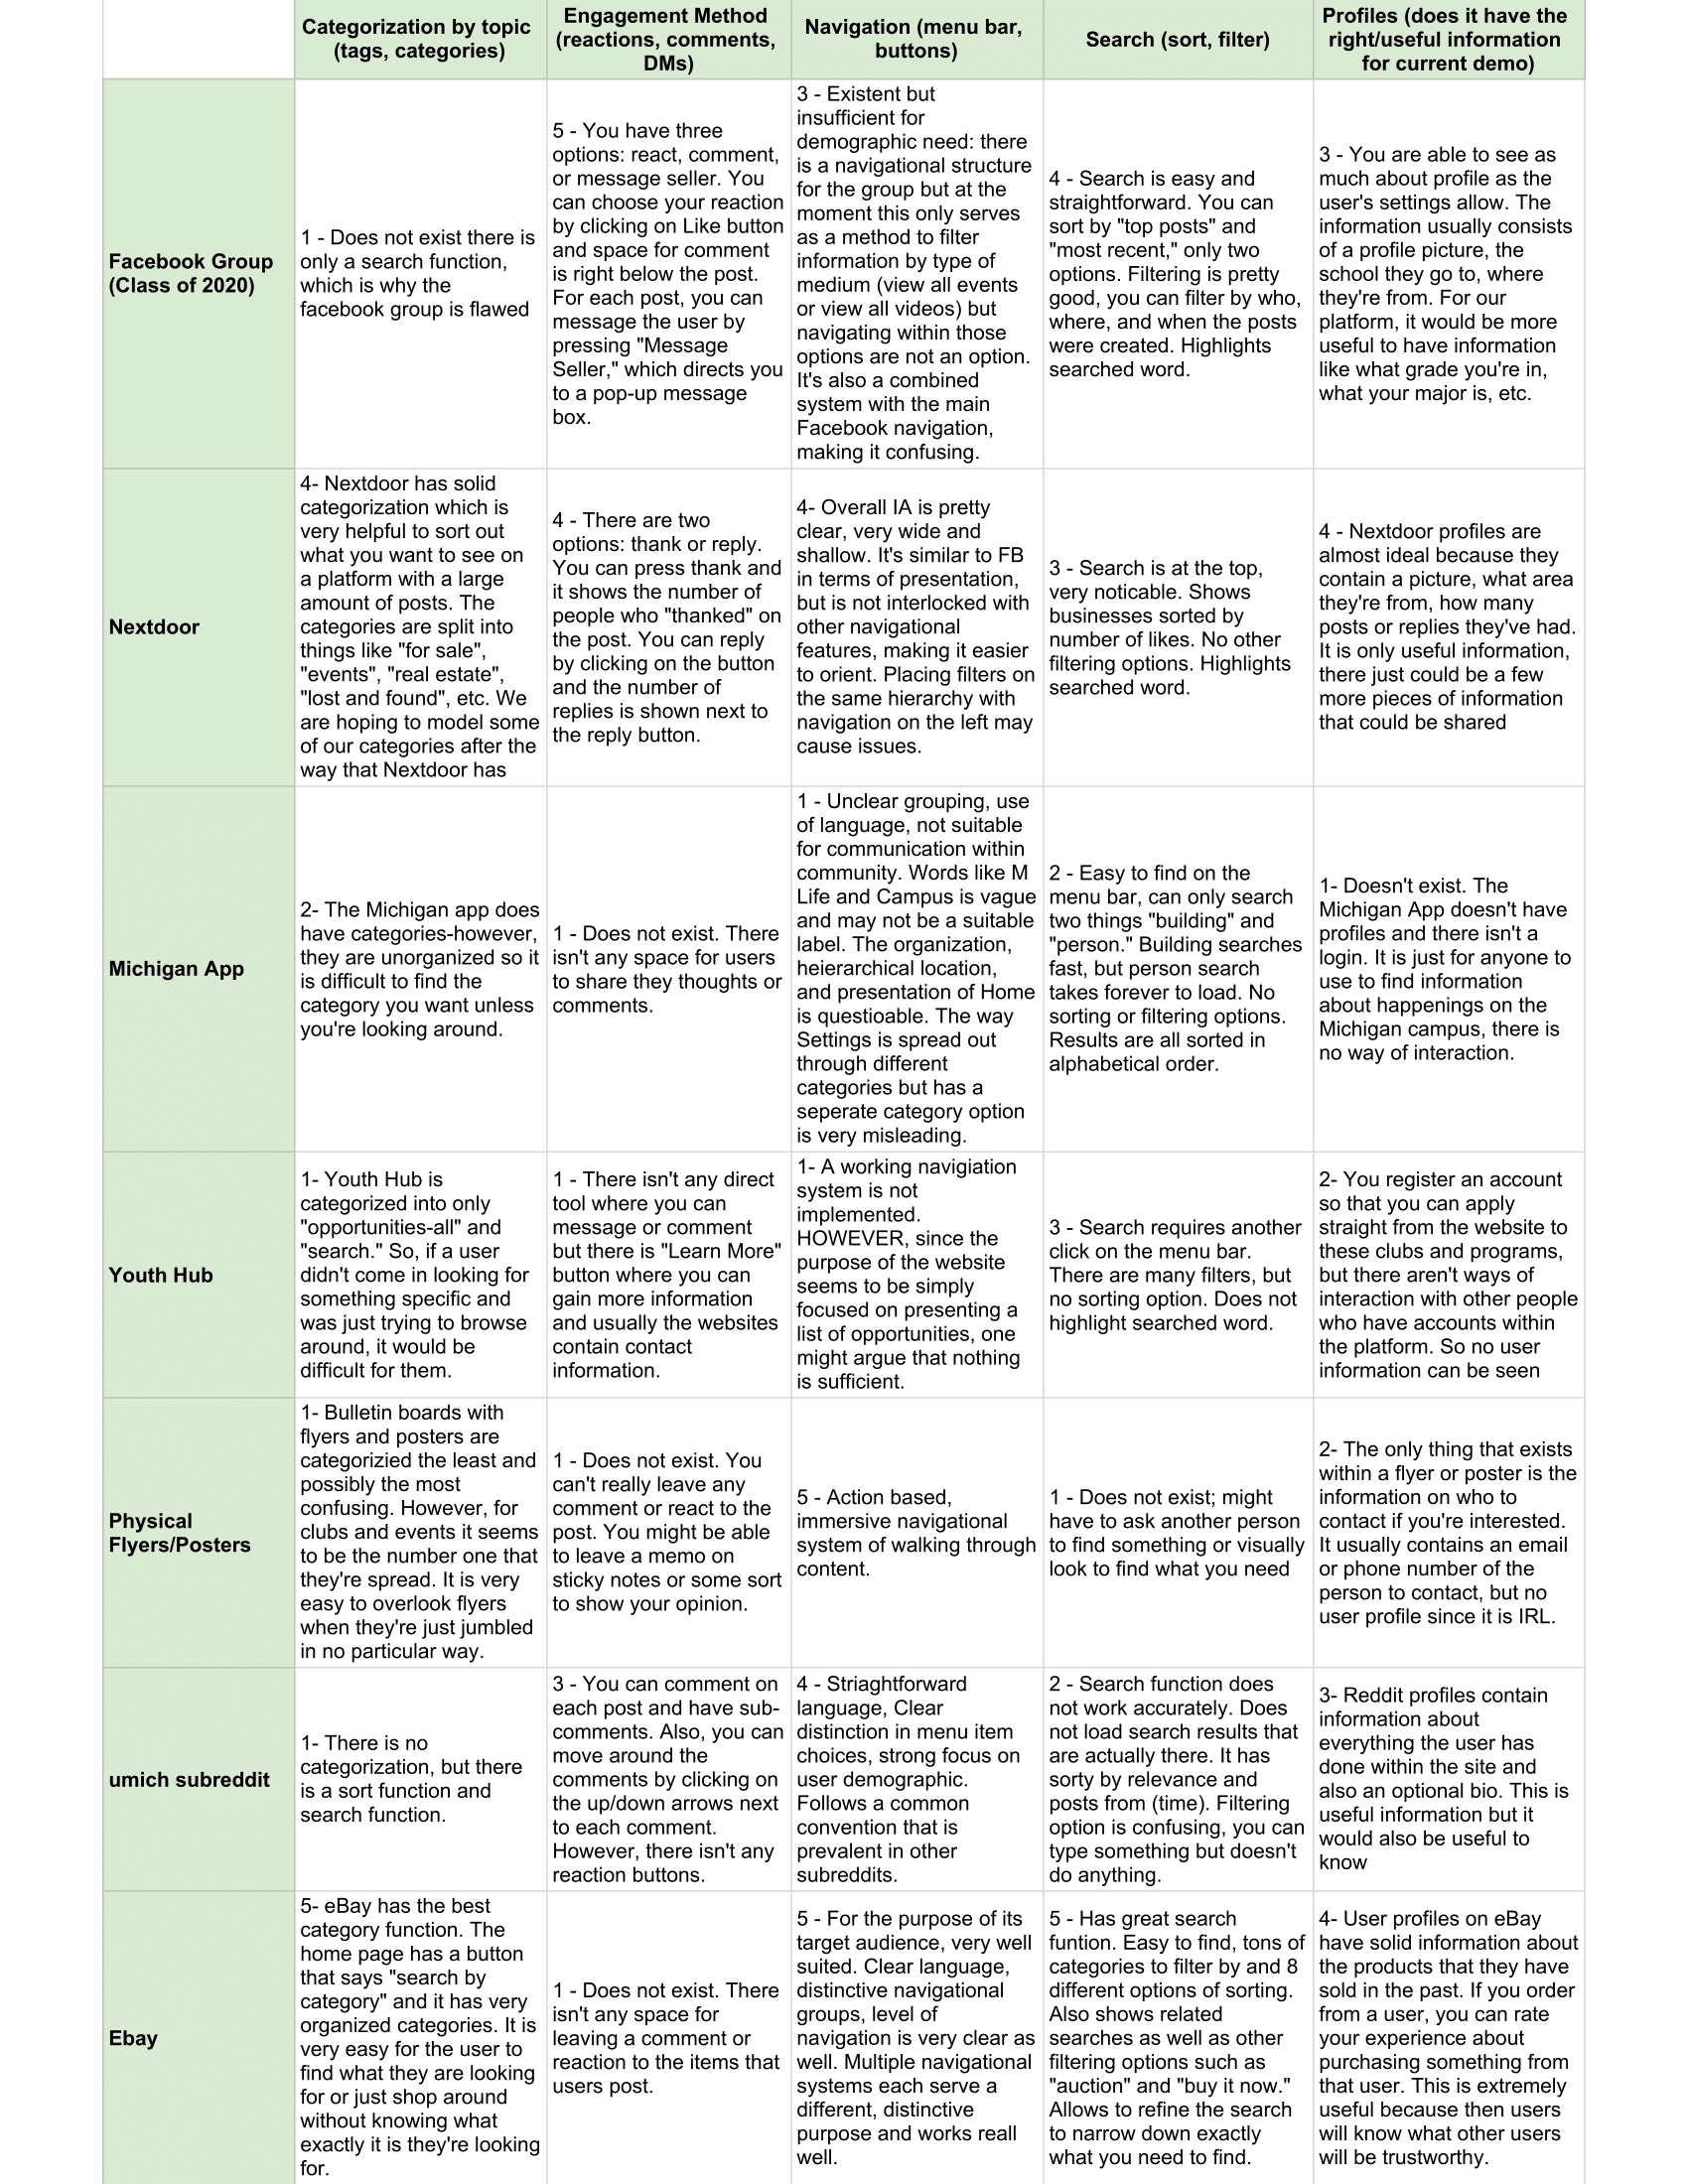 Categorization by topic
(tags, categories)
Engagement Method
(reactions, comments,
DMs)
Navigation (menu bar,
buttons)
Search (sort, filter)
Profiles (does it have the
right/useful information
for current demo)
Facebook Group
(Class of 2020)
1 - Does not exist there is
only a search function,
which is why the
facebook group is flawed
5 - You have three
options: react, comment,
or message seller. You
can choose your reaction
by clicking on Like button
and space for comment
is right below the post.
For each post, you can
message the user by
pressing "Message
Seller," which directs you
to a pop-up message
box.
3 - Existent but
insufficient for
demographic need: there
is a navigational structure
for the group but at the
moment this only serves
as a method to filter
information by type of
medium (view all events
or view all videos) but
navigating within those
options are not an option.
It's also a combined
system with the main
Facebook navigation,
making it confusing.
4 - Search is easy and
straightforward. You can
sort by "top posts" and
"most recent," only two
options. Filtering is pretty
good, you can filter by who,
where, and when the posts
were created. Highlights
searched word.
3 - You are able to see as
much about profile as the
user's settings allow. The
information usually consists
of a profile picture, the
school they go to, where
they're from. For our
platform, it would be more
useful to have information
like what grade you're in,
what your major is, etc.
Nextdoor
4- Nextdoor has solid
categorization which is
very helpful to sort out
what you want to see on
a platform with a large
amount of posts. The
categories are split into
things like "for sale",
"events", "real estate",
"lost and found", etc. We
are hoping to model some
of our categories after the
way that Nextdoor has
4 - There are two
options: thank or reply.
You can press thank and
it shows the number of
people who "thanked" on
the post. You can reply
by clicking on the button
and the number of
replies is shown next to
the reply button.
4- Overall IA is pretty
clear, very wide and
shallow. It's similar to FB
in terms of presentation,
but is not interlocked with
other navigational
features, making it easier
to orient. Placing filters on
the same hierarchy with
navigation on the left may
cause issues.
3 - Search is at the top,
very noticable. Shows
businesses sorted by
number of likes. No other
filtering options. Highlights
searched word.
4 - Nextdoor profiles are
almost ideal because they
contain a picture, what area
they're from, how many
posts or replies they've had.
It is only useful information,
there just could be a few
more pieces of information
that could be shared
Michigan App
2- The Michigan app does
have categories-however,
they are unorganized so it
is difficult to find the
category you want unless
you're looking around.
1 - Does not exist. There
isn't any space for users
to share they thoughts or
comments.
1 - Unclear grouping, use
of language, not suitable
for communication within
community. Words like M
Life and Campus is vague
and may not be a suitable
label. The organization,
heierarchical location,
and presentation of Home
is questioable. The way
Settings is spread out
through different
categories but has a
seperate category option
is very misleading.
2 - Easy to find on the
menu bar, can only search
two things "building" and
"person." Building searches
fast, but person search
takes forever to load. No
sorting or filtering options.
Results are all sorted in
alphabetical order.
1- Doesn't exist. The
Michigan App doesn't have
profiles and there isn't a
login. It is just for anyone to
use to find information
about happenings on the
Michigan campus, there is
no way of interaction.
Youth Hub
1- Youth Hub is
categorized into only
"opportunities-all" and
"search." So, if a user
didn't come in looking for
something specific and
was just trying to browse
around, it would be
difficult for them.
1 - There isn't any direct
tool where you can
message or comment
but there is "Learn More"
button where you can
gain more information
and usually the websites
contain contact
information.
1- A working navigiation
system is not
implemented.
HOWEVER, since the
purpose of the website
seems to be simply
focused on presenting a
list of opportunities, one
might argue that nothing
is sufficient.
3 - Search requires another
click on the menu bar.
There are many filters, but
no sorting option. Does not
highlight searched word.
2- You register an account
so that you can apply
straight from the website to
these clubs and programs,
but there aren't ways of
interaction with other people
who have accounts within
the platform. So no user
information can be seen
Physical
Flyers/Posters
1- Bulletin boards with
flyers and posters are
categorizied the least and
possibly the most
confusing. However, for
clubs and events it seems
to be the number one that
they're spread. It is very
easy to overlook flyers
when they're just jumbled
in no particular way.
1 - Does not exist. You
can't really leave any
comment or react to the
post. You might be able
to leave a memo on
sticky notes or some sort
to show your opinion.
5 - Action based,
immersive navigational
system of walking through
content.
1 - Does not exist; might
have to ask another person
to find something or visually
look to find what you need
2- The only thing that exists
within a flyer or poster is the
information on who to
contact if you're interested.
It usually contains an email
or phone number of the
person to contact, but no
user profile since it is IRL.
umich subreddit
1- There is no
categorization, but there
is a sort function and
search function.
3 - You can comment on
each post and have sub-
comments. Also, you can
move around the
comments by clicking on
the up/down arrows next
to each comment.
However, there isn't any
reaction buttons.
4 - Striaghtforward
language, Clear
distinction in menu item
choices, strong focus on
user demographic.
Follows a common
convention that is
prevalent in other
subreddits.
2 - Search function does
not work accurately. Does
not load search results that
are actually there. It has
sorty by relevance and
posts from (time). Filtering
option is confusing, you can
type something but doesn't
do anything.
3- Reddit profiles contain
information about
everything the user has
done within the site and
also an optional bio. This is
useful information but it
would also be useful to
know
Ebay
5- eBay has the best
category function. The
home page has a button
that says "search by
category" and it has very
organized categories. It is
very easy for the user to
find what they are looking
for or just shop around
without knowing what
exactly it is they're looking
for.
1 - Does not exist. There
isn't any space for
leaving a comment or
reaction to the items that
users post.
5 - For the purpose of its
target audience, very well
suited. Clear language,
distinctive navigational
groups, level of
navigation is very clear as
well. Multiple navigational
systems each serve a
different, distinctive
purpose and works reall
well.
5 - Has great search
funtion. Easy to find, tons of
categories to filter by and 8
different options of sorting.
Also shows related
searches as well as other
filtering options such as
"auction" and "buy it now."
Allows to refine the search
to narrow down exactly
what you need to find.
4- User profiles on eBay
have solid information about
the products that they have
sold in the past. If you order
from a user, you can rate
your experience about
purchasing something from
that user. This is extremely
useful because then users
will know what other users
will be trustworthy.